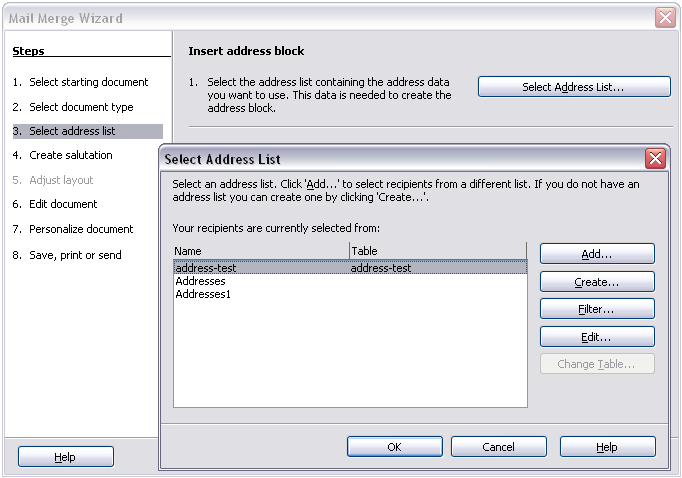 Mail Merge Wizard
Steps
1. Select starting document
2. Select document type
3. Select address list
4. Create salutation
5. Adjust layout
6. Edit document
7. Personalize document
8. Save, print or send
Insert address block
1. Select the address list containing the address data
you want to use. This data is needed to create the
address block.
Select Address List...
Select Address List
Select an address list. Click 'Add...' to select recipients from a different list. If you do not have an
address list you can create one by clicking 'Create...'.
Your recipients are currently selected from:
Name Table
address-test address-test
Addresses
Addresses1
Add...
Create...
Filter...
Edit...
Change Table...
OK Cancel Help
Help